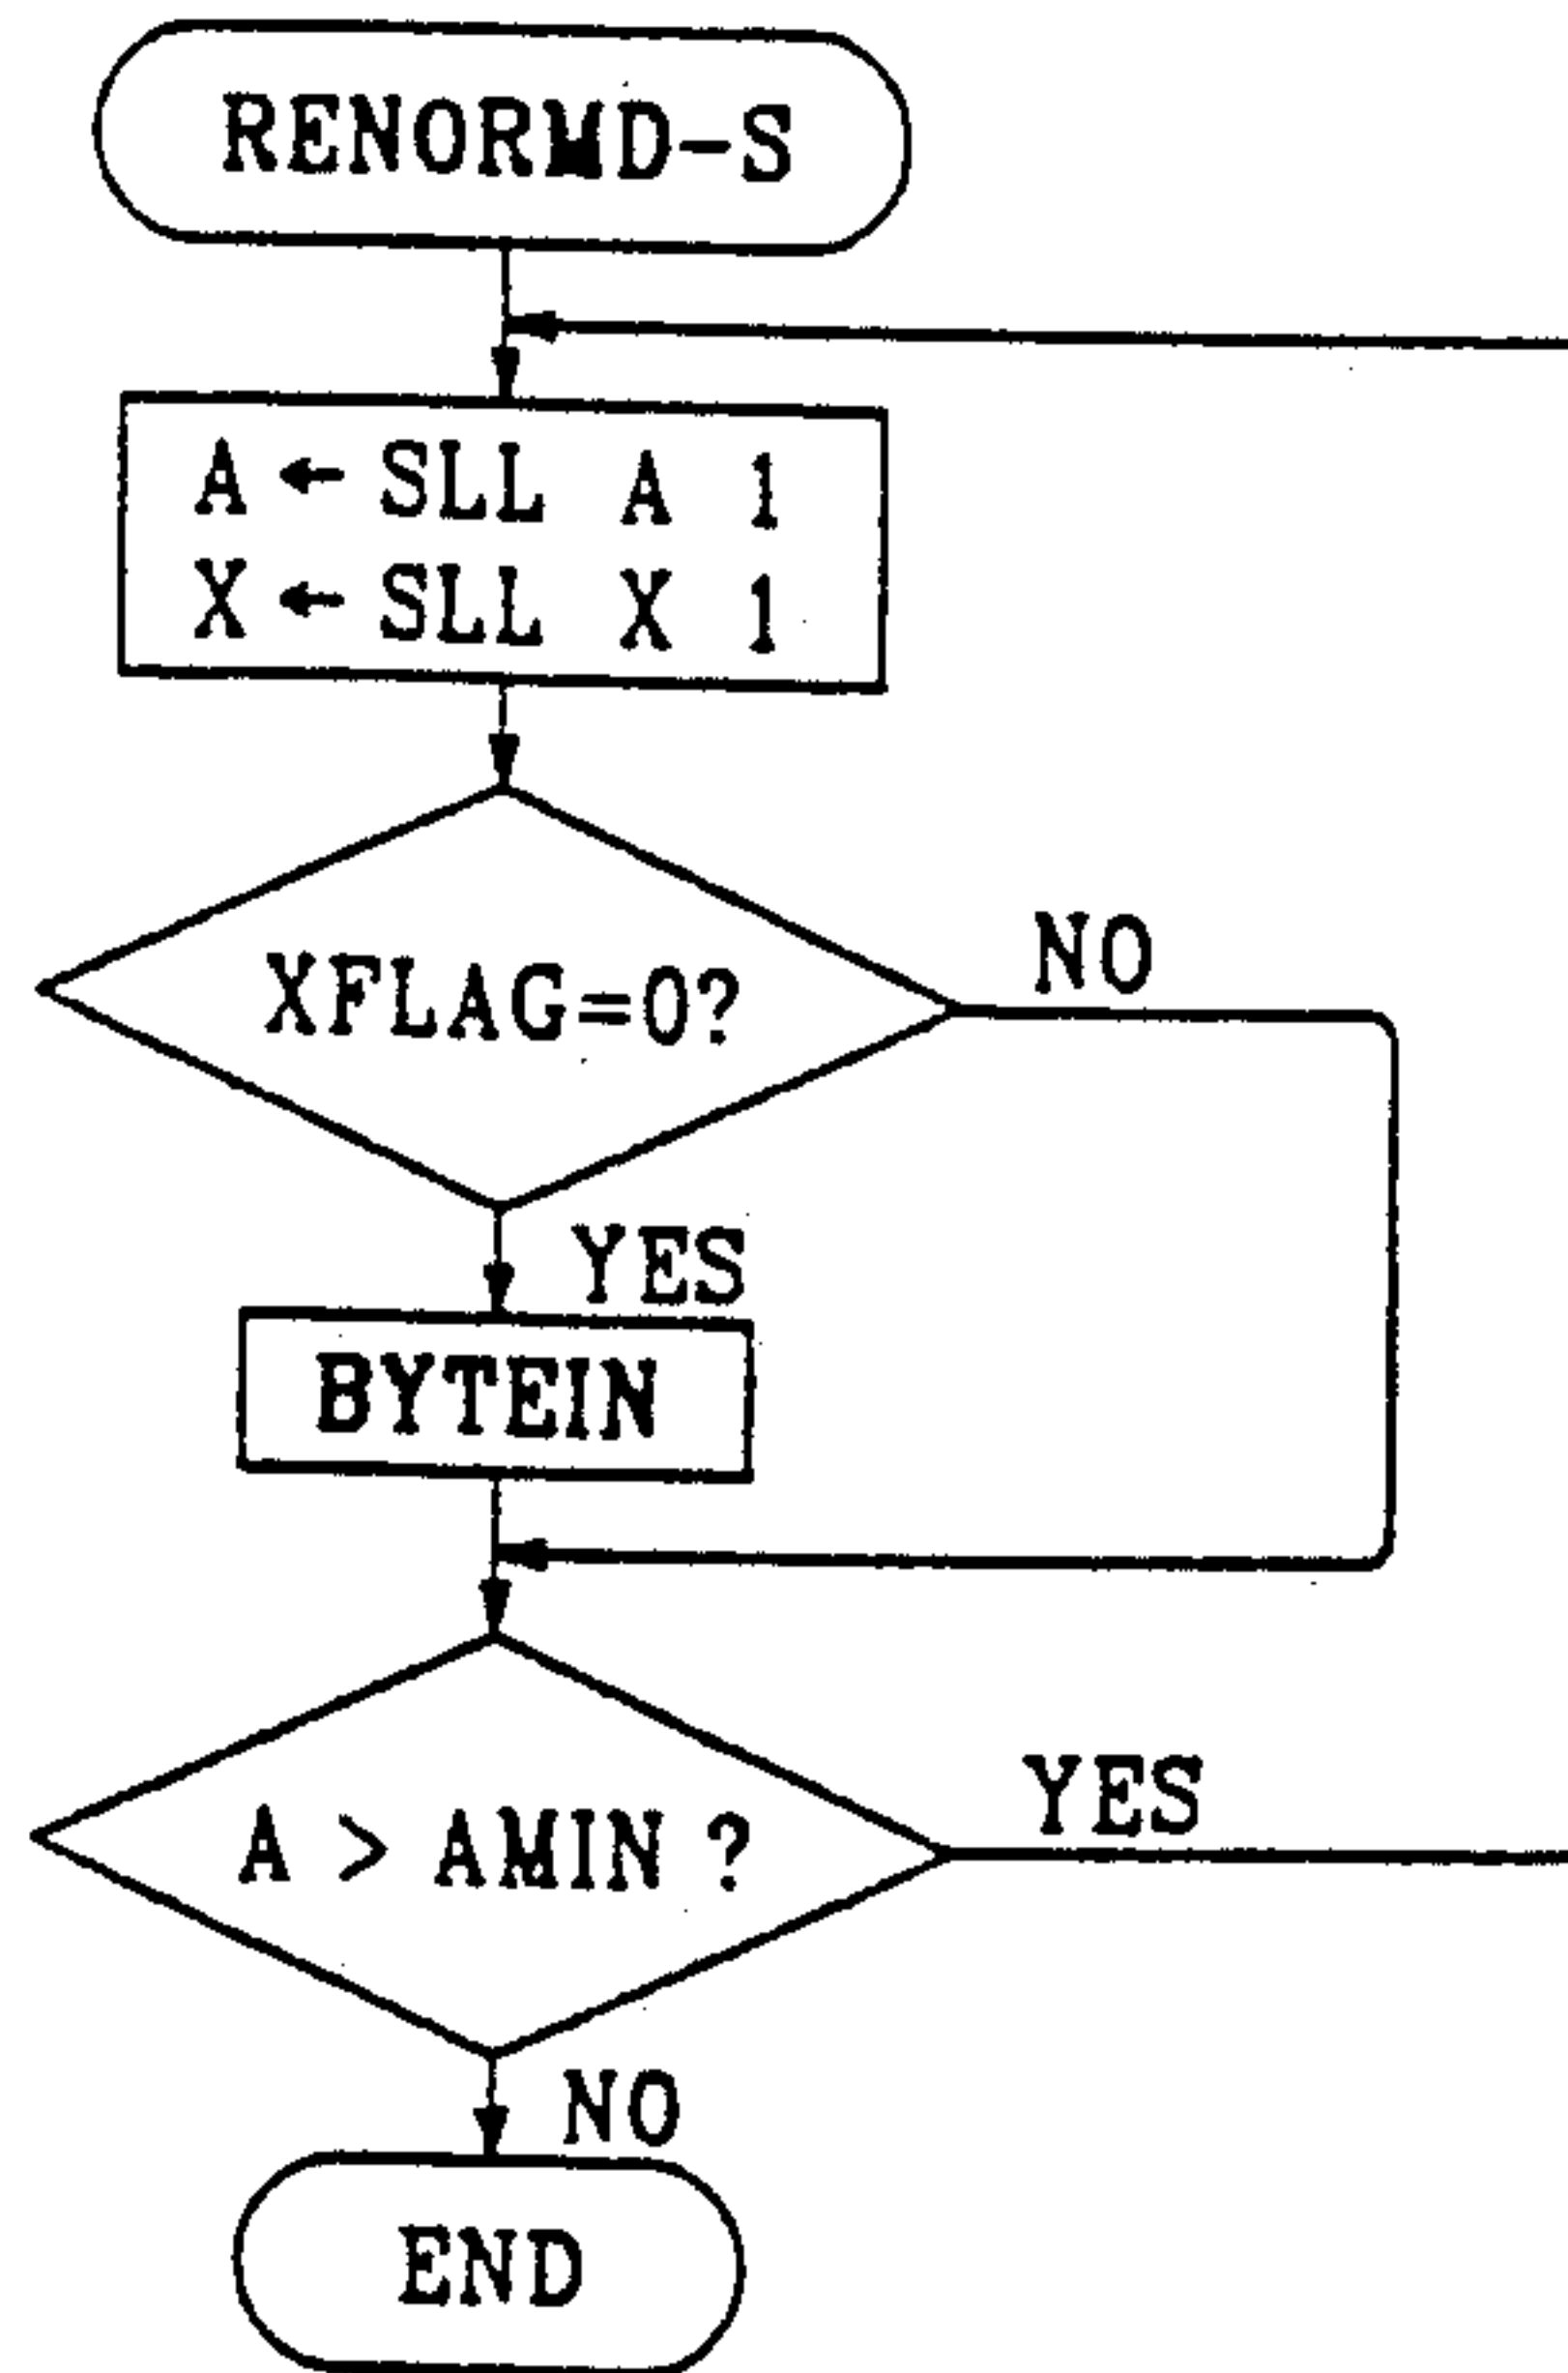 RENORMD-S
A ← SLL A 1
X ← SLL X 1
XFLAG=0?
NO
YES
BYTEIN
A > AMIN ?
YES
NO
END